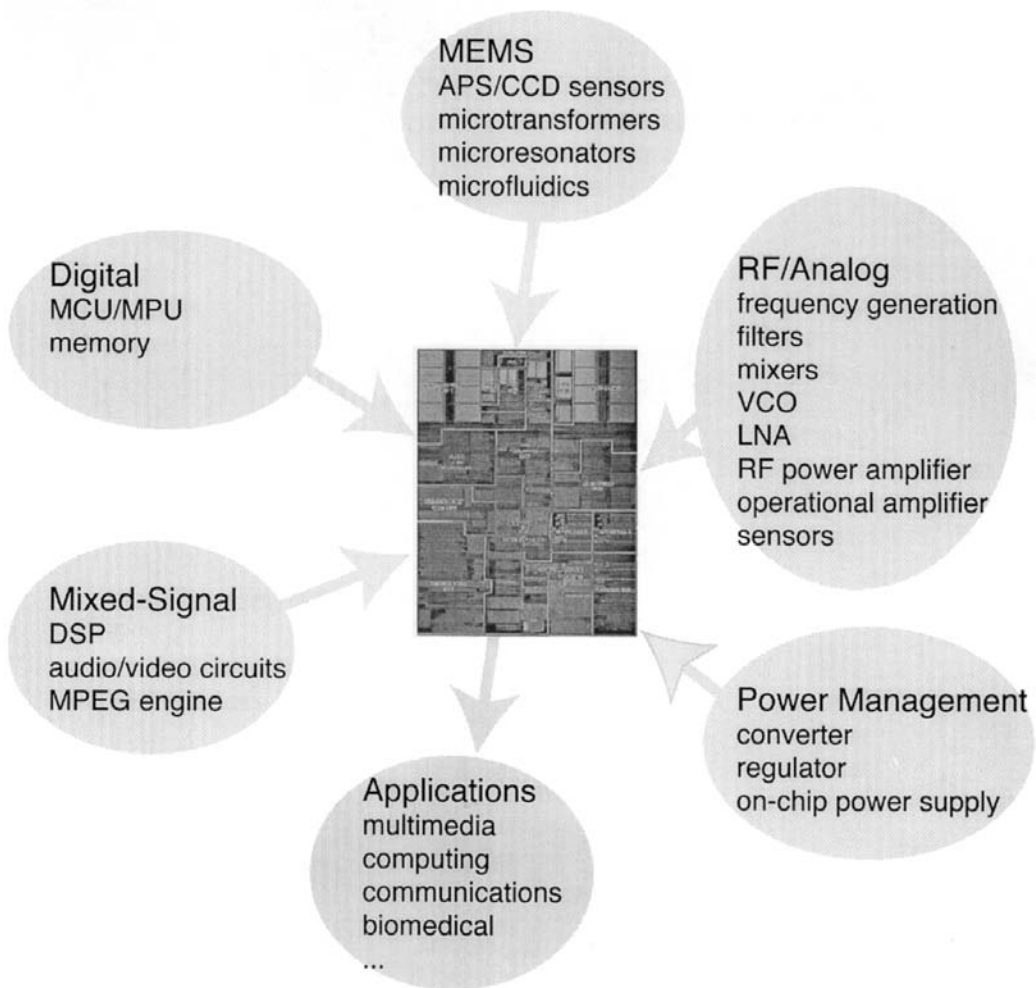 MEMS
APS/CCD sensors
microtransformers
microresonators
microfluidics
Digital
MCU/MPU
memory
RF/Analog
frequency generation
filters
mixers
VCO
LNA
RF power amplifier
operational amplifier
sensors
Mixed-Signal
DSP
audio/video circuits
MPEG engine
Power Management
converter
regulator
on-chip power supply
Applications
multimedia
computing
communications
biomedical
...